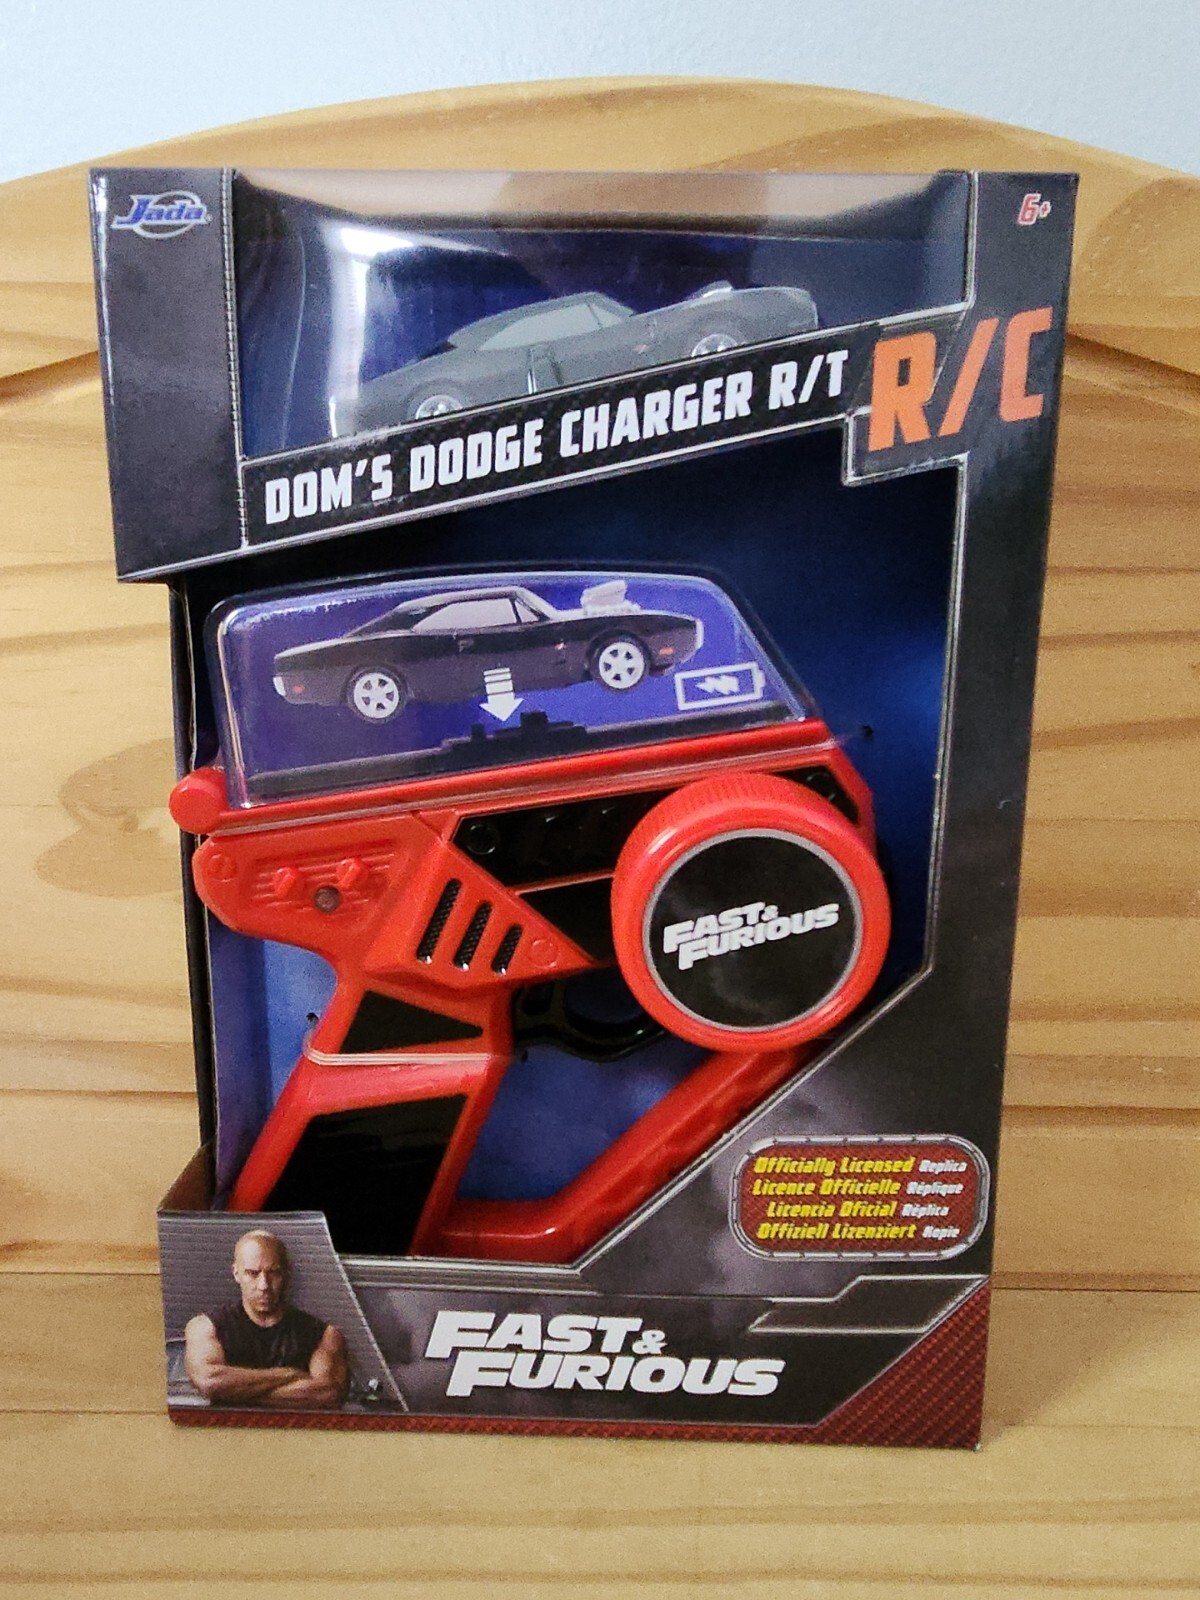 Jada
6+
DOM'S DODGE CHARGER R/T
R/C
FAST &
FURIOUS
Officially Licensed Replica
Licence Officielle Réplique
Licencia Oficial Réplica
Offiziell Lizenziert Kopie
FAST &
FURIOUS